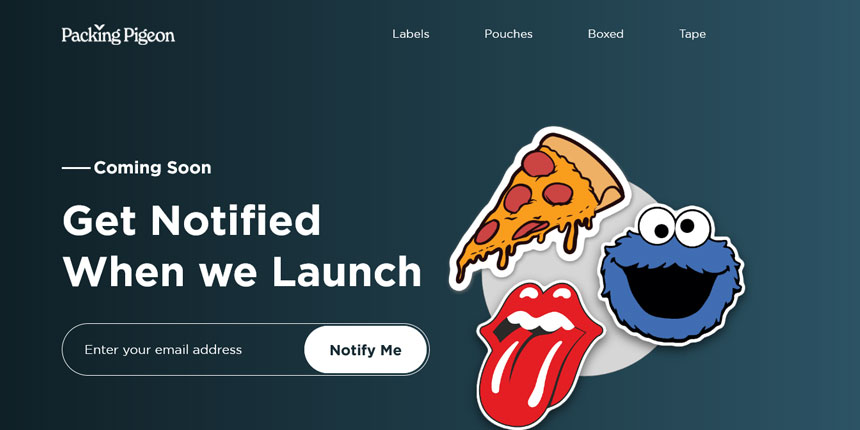 Packing Pigeon
Labels
Pouches
Boxed
Tape
Coming Soon
Get Notified
When we Launch
Enter your email address
Notify Me